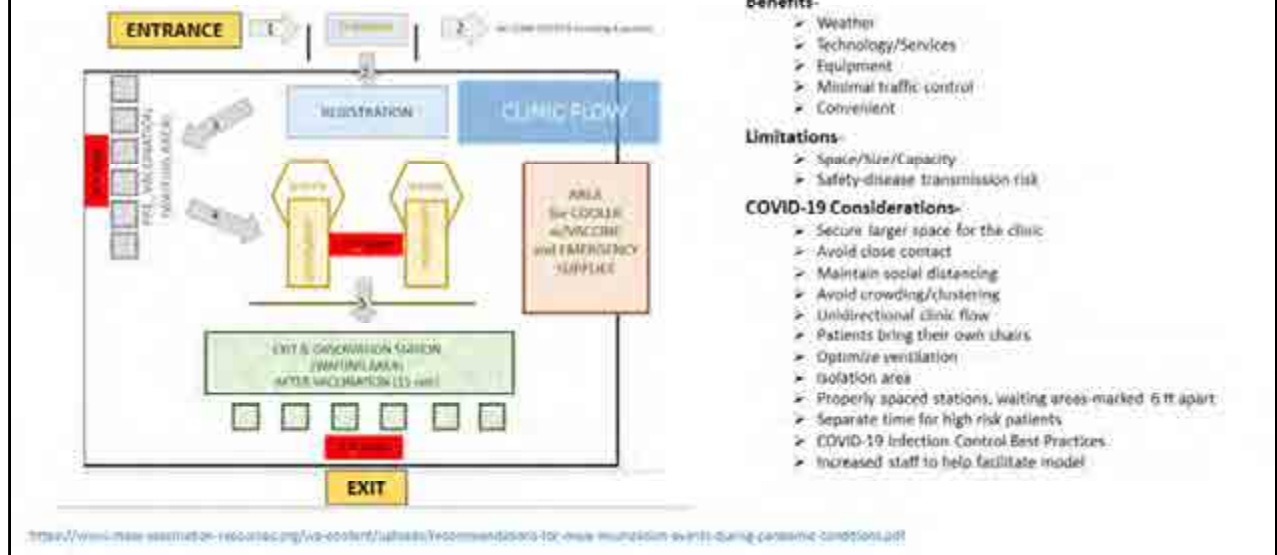 ENTRANCE
1
2
REGISTRATION
CLINIC FLOW
PRE VACCINATION
(WAITING AREA)
AREA
for COOLER
w/VACCINE
and EMERGENCY
SUPPLIES
EXIT & OBSERVATION STATION
(WAITING AREA)
AFTER VACCINATION (15 min)
EXIT
Benefits-
Weather
Technology/Services
Equipment
Minimal traffic control
Convenient
Limitations-
Space/Size/Capacity
Safety-disease transmission risk
COVID-19 Considerations-
Secure larger space for the clinic
Avoid close contact
Maintain social distancing
Avoid crowding/clustering
Unidirectional clinic flow
Patients bring their own chairs
Optimize ventilation
Isolation area
Properly spaced stations, waiting areas-marked 6 ft apart
Separate time for high risk patients
COVID-19 Infection Control Best Practices
Increased staff to help facilitate model